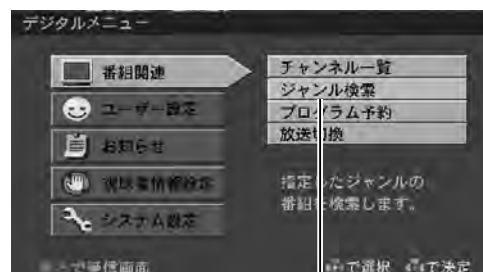 デジタルメニュー
番組関連
ユーザー設定
お知らせ
視聴者情報設定
システム設定
チャンネル一覧
ジャンル検索
プログラム予約
放送切換
指定したジャンルの
番組を検索します。
で選択 で決定